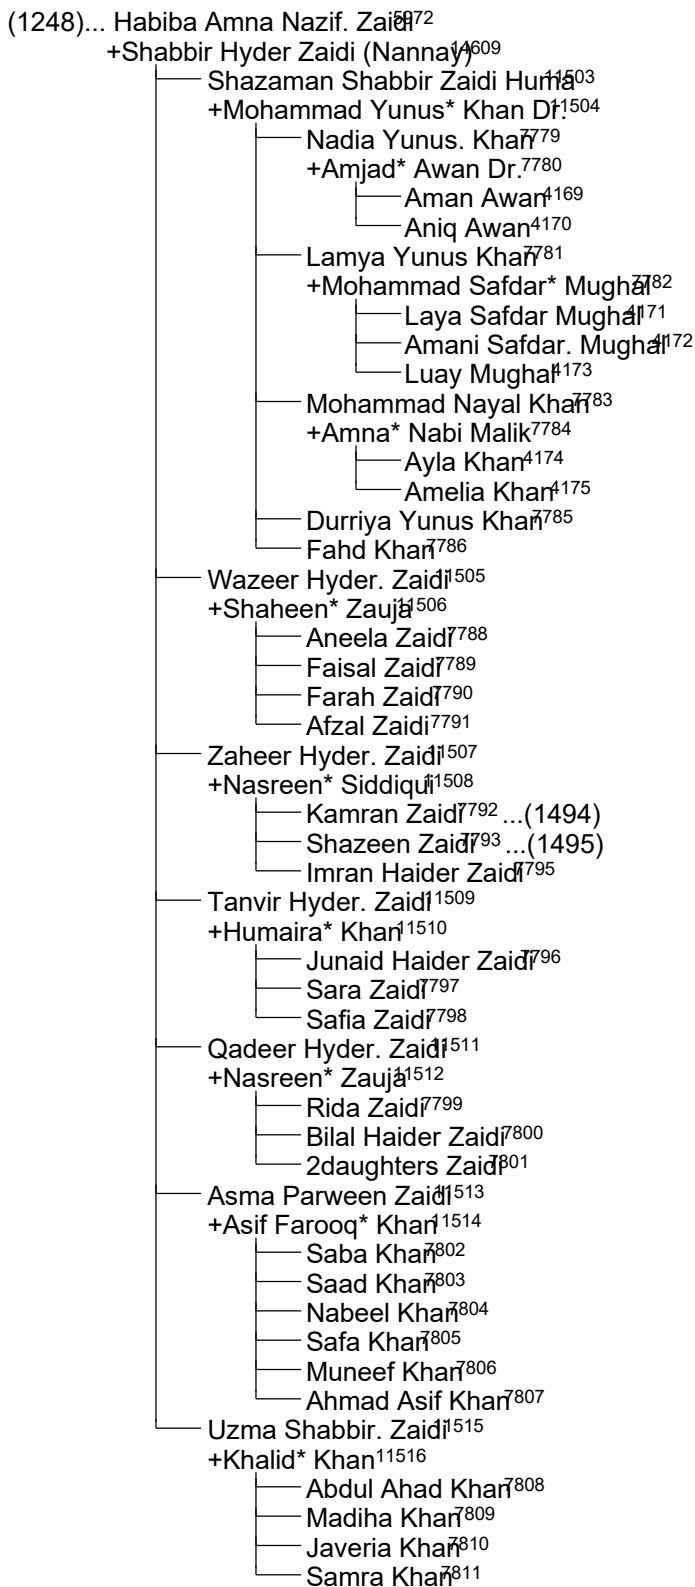 (1248)... Habiba Amna Nazif. Zaidi5972
+Shabbir Hyder Zaidi (Nannay)14609
Shazaman Shabbir Zaidi Huma11503
+Mohammad Yunus* Khan Dr.11504
Nadia Yunus. Khan7779
+Amjad* Awan Dr.7780
Aman Awan4169
Aniq Awan4170
Lamya Yunus Khan7781
+Mohammad Safdar* Mughal7782
Laya Safdar Mughal4171
Amani Safdar. Mughal4172
Luay Mughal4173
Mohammad Nayal Khan7783
+Amna* Nabi Malik7784
Ayla Khan4174
Amelia Khan4175
Durriya Yunus Khan7785
Fahd Khan7786
Wazeer Hyder. Zaidi11505
+Shaheen* Zauja11506
Aneela Zaidi7788
Faisal Zaidi7789
Farah Zaidi7790
Afzal Zaidi7791
Zaheer Hyder. Zaidi11507
+Nasreen* Siddiqui11508
Kamran Zaidi7792 ...(1494)
Shazeen Zaidi7793 ...(1495)
Imran Haider Zaidi7795
Tanvir Hyder. Zaidi11509
+Humaira* Khan11510
Junaid Haider Zaidi7796
Sara Zaidi7797
Safia Zaidi7798
Qadeer Hyder. Zaidi11511
+Nasreen* Zauja11512
Rida Zaidi7799
Bilal Haider Zaidi7800
2daughters Zaidi7801
Asma Parween Zaidi11513
+Asif Farooq* Khan11514
Saba Khan7802
Saad Khan7803
Nabeel Khan7804
Safa Khan7805
Muneef Khan7806
Ahmad Asif Khan7807
Uzma Shabbir. Zaidi11515
+Khalid* Khan11516
Abdul Ahad Khan7808
Madiha Khan7809
Javeria Khan7810
Samra Khan7811